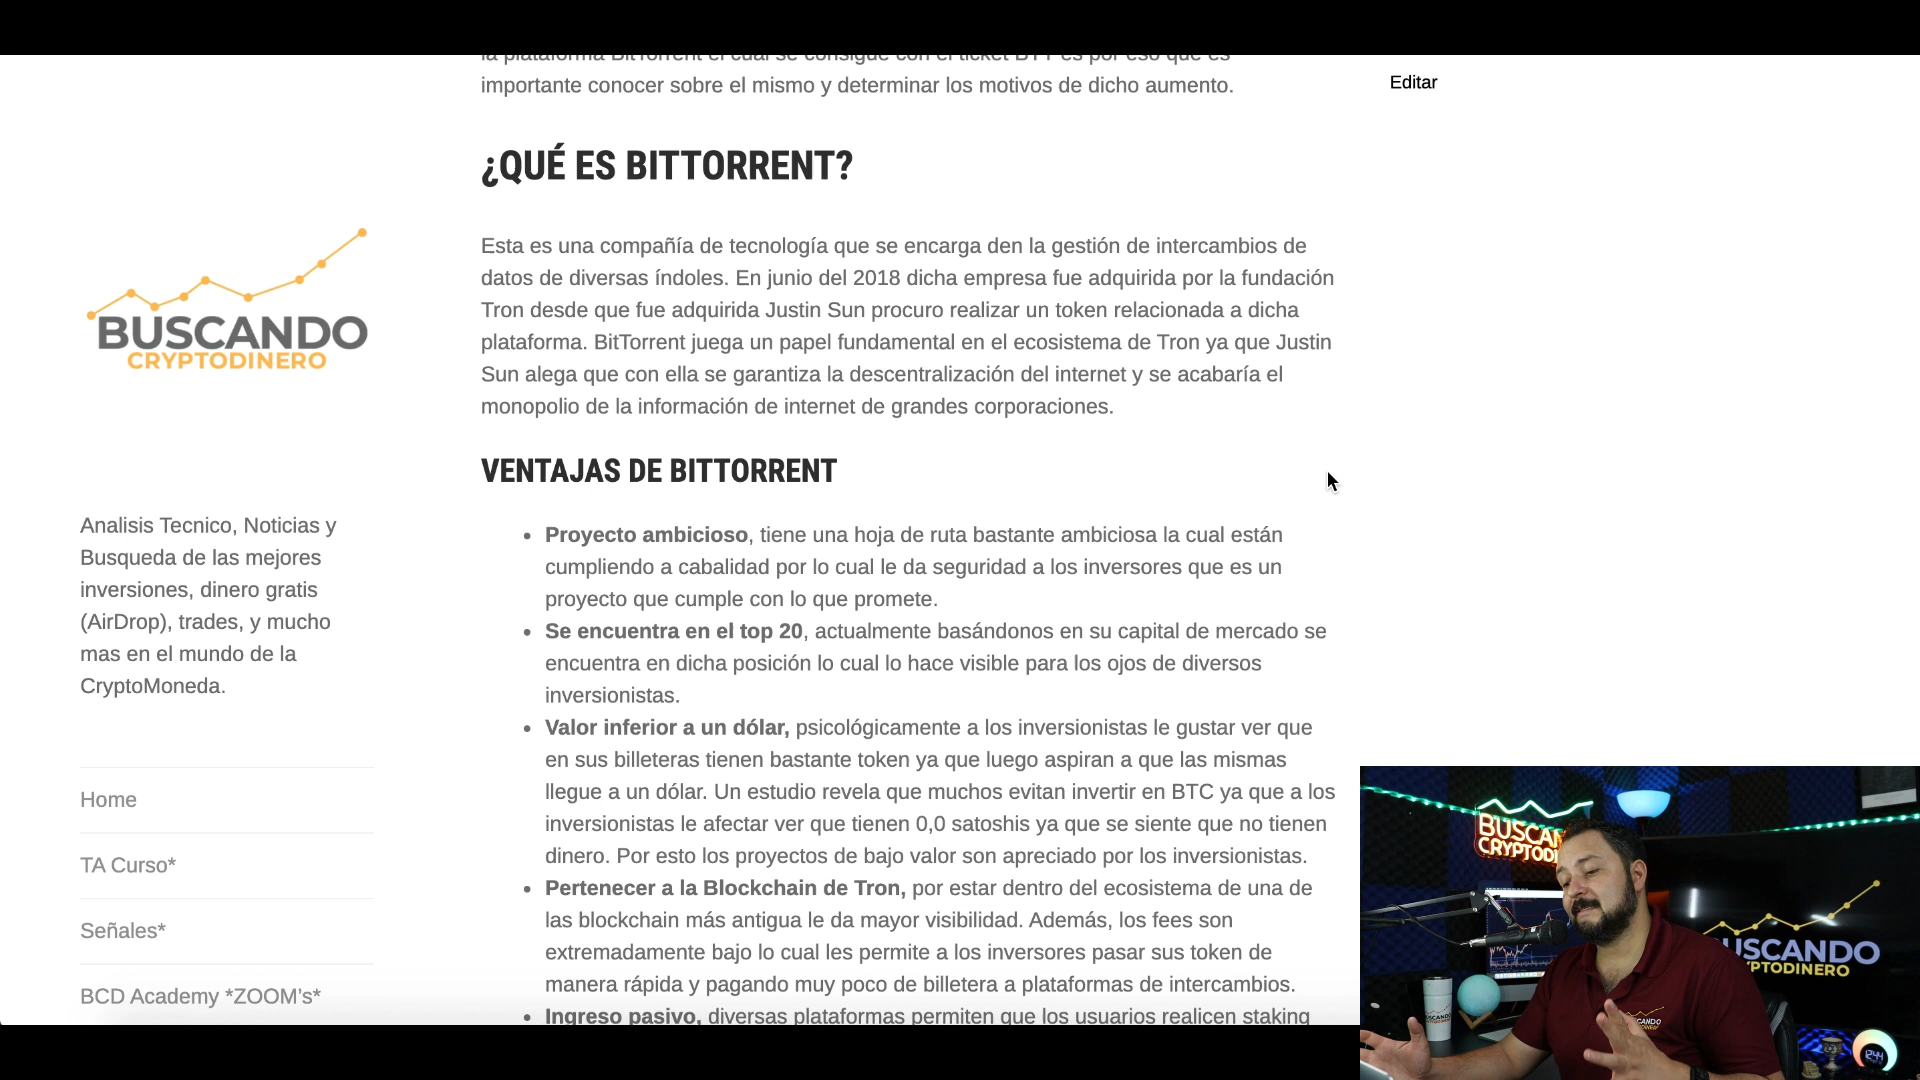 importante conocer sobre el mismo y determinar los motivos de dicho aumento.
Editar
¿QUÉ ES BITTORRENT?
Esta es una compañía de tecnología que se encarga den la gestión de intercambios de
datos de diversas índoles. En junio del 2018 dicha empresa fue adquirida por la fundación
Tron desde que fue adquirida Justin Sun procuro realizar un token relacionada a dicha
plataforma. BitTorrent juega un papel fundamental en el ecosistema de Tron ya que Justin
Sun alega que con ella se garantiza la descentralización del internet y se acabaría el
monopolio de la información de internet de grandes corporaciones.
VENTAJAS DE BITTORRENT
• Proyecto ambicioso, tiene una hoja de ruta bastante ambiciosa la cual están
cumpliendo a cabalidad por lo cual le da seguridad a los inversores que es un
proyecto que cumple con lo que promete.
• Se encuentra en el top 20, actualmente basándonos en su capital de mercado se
encuentra en dicha posición lo cual lo hace visible para los ojos de diversos
inversionistas.
• Valor inferior a un dólar, psicológicamente a los inversionistas le gustar ver que
en sus billeteras tienen bastante token ya que luego aspiran a que las mismas
llegue a un dólar. Un estudio revela que muchos evitan invertir en BTC ya que a los
inversionistas le afectar ver que tienen 0,0 satoshis ya que se siente que no tienen
dinero. Por esto los proyectos de bajo valor son apreciado por los inversionistas.
• Pertenecer a la Blockchain de Tron, por estar dentro del ecosistema de una de
las blockchain más antigua le da mayor visibilidad. Además, los fees son
extremadamente bajo lo cual les permite a los inversores pasar sus token de
manera rápida y pagando muy poco de billetera a plataformas de intercambios.
• Ingreso pasivo, diversas plataformas permiten que los usuarios realicen staking
BUSCANDO
CRYPTODINERO
Analisis Tecnico, Noticias y
Busqueda de las mejores
inversiones, dinero gratis
(AirDrop), trades, y mucho
mas en el mundo de la
CryptoMoneda.
Home
TA Curso*
Señales*
BCD Academy *ZOOM's*
BUSCAN
CRYPTODI
USCANDO
YPTODINERO